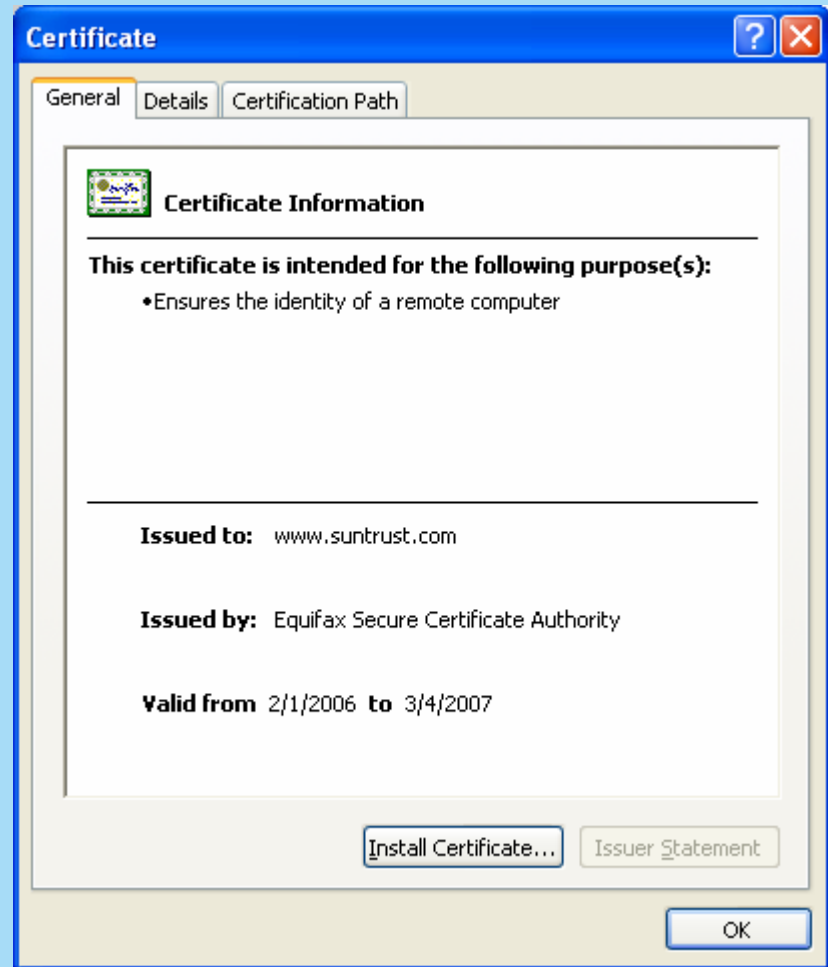 Certificate
General Details Certification Path
Certificate Information
This certificate is intended for the following purpose(s):
•Ensures the identity of a remote computer
Issued to: www.suntrust.com
Issued by: Equifax Secure Certificate Authority
Valid from 2/1/2006 to 3/4/2007
Install Certificate... Issuer Statement
OK